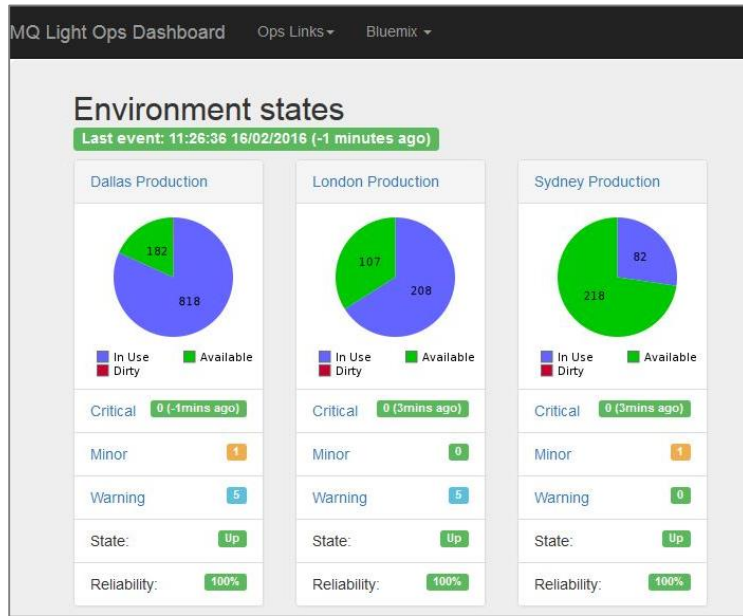 MQ Light Ops Dashboard Ops Links Bluemix
Environment states
Last event: 11:26:36 16/02/2016 (-1 minutes ago)
Dallas Production
182
818
In Use Available
Dirty
Critical 0 (-1mins ago)
Minor 1
Warning 5
State: Up
Reliability: 100%
London Production
107
208
In Use Available
Dirty
Critical 0 (3mins ago)
Minor 0
Warning 5
State: Up
Reliability: 100%
Sydney Production
82
218
In Use Available
Dirty
Critical 0 (3mins ago)
Minor 1
Warning 0
State: Up
Reliability: 100%